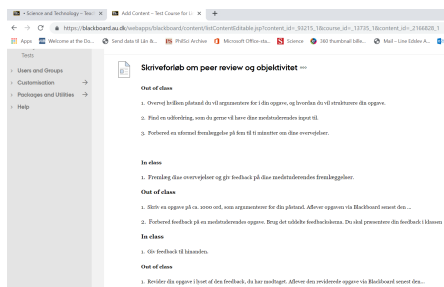 • Science and Technology – Test
Add Content – Test Course for Li
https://blackboard.au.dk/webapps/blackboard/content/listContentEditable.jsp?content_id=_93215_1&course_id=_13735_1&content_id=_2166828_1
Apps Welcome at the Do... Send data til Län &... PhilSci Archive Microsoft Office-sta... Science 360 thumbnail bille... Mail – Line Edslev A...
Tests
Users and Groups
Customisation
Packages and Utilities
Help
Skriveforløb om peer review og objektivitet
Out of class
1. Overvej hvilken påstand du vil argumentere for i din opgave, og hvordan du vil strukturere din opgave.
2. Find en udfordring, som du gerne vil have dine medstuderendes input til.
3. Forbered en uformel fremlæggelse på fem til ti minutter om dine overvejelser.
In class
1. Fremlæg dine overvejelser og giv feedback på dine medstuderendes fremlæggelser.
Out of class
1. Skriv en opgave på ca. 1000 ord, som argumenterer for din påstand. Aflever opgaven via Blackboard senest den ...
2. Forbered feedback på en medstuderendes opgave. Brug det uddelte feedbackskema. Du skal præsentere din feedback i klassen
In class
1. Giv feedback til hinanden.
Out of class
1. Revider din opgave i lyset af den feedback, du har modtaget. Aflever den reviderede opgave via Blackboard senest den...